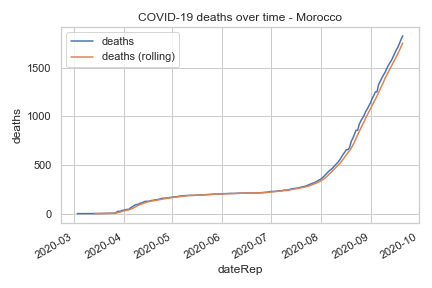 COVID-19 deaths over time - Morocco
deaths
deaths (rolling)
1500
1000
500
0
deaths
2020-03
2020-04
2020-05
2020-06
2020-07
2020-08
2020-09
2020-10
dateRep